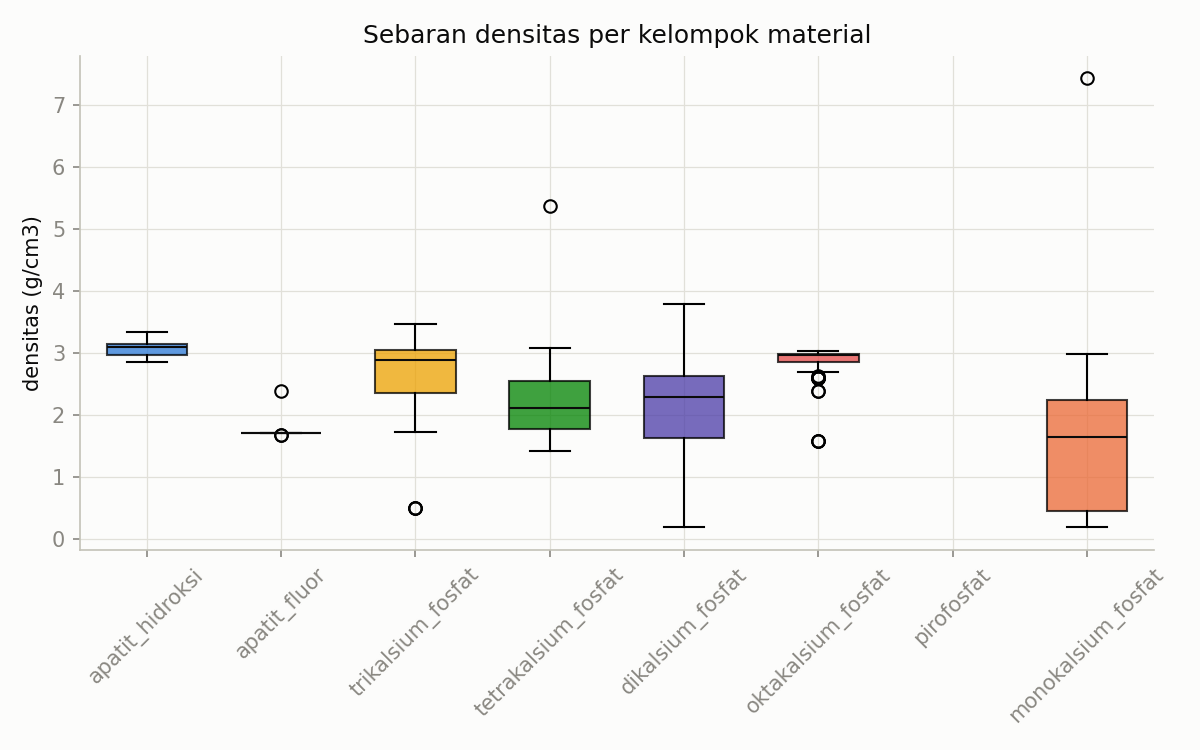 Sebaran densitas per kelompok material
densitas (g/cm3)
7
6
5
4
3
2
1
0
apatit_hidroksi
apatit_fluor
trikalsium_fosfat
tetrakalsium_fosfat
dikalsium_fosfat
oktakalsium_fosfat
pirofosfat
monokalsium_fosfat